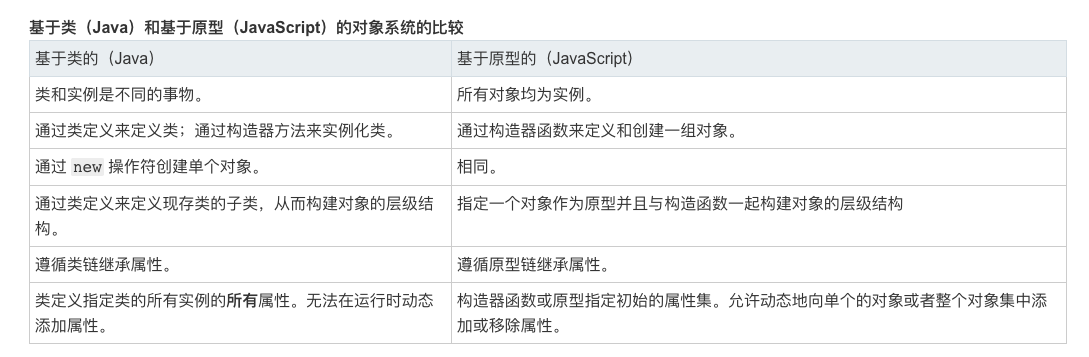 基于类（Java）和基于原型（JavaScript）的对象系统的比较
基于类的（Java）
基于原型的（JavaScript）
类和实例是不同的事物。
所有对象均为实例。
通过类定义来定义类；通过构造器方法来实例化类。
通过构造器函数来定义和创建一组对象。
通过 new 操作符创建单个对象。
相同。
通过类定义来定义现存类的子类，从而构建对象的层级结
构。
指定一个对象作为原型并且与构造函数一起构建对象的层级结构
遵循类链继承属性。
遵循原型链继承属性。
类定义指定类的所有实例的所有属性。无法在运行时动态
添加属性。
构造器函数或原型指定初始的属性集。允许动态地向单个的对象或者整个对象集中添
加或移除属性。